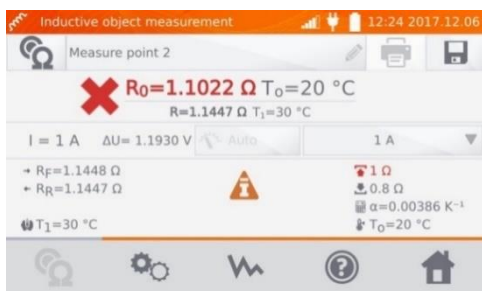 Inductive object measurement 12:24 2017.12.06
Measure point 2
R0=1.1022 Ω To=20 °C
R=1.1447 Ω T1=30 °C
I = 1 A ΔU= 1.1930 V Auto 1 A
→ RF=1.1448 Ω 1 Ω
← RR=1.1447 Ω 0.8 Ω
α=0.00386 K⁻¹
T1=30 °C To=20 °C